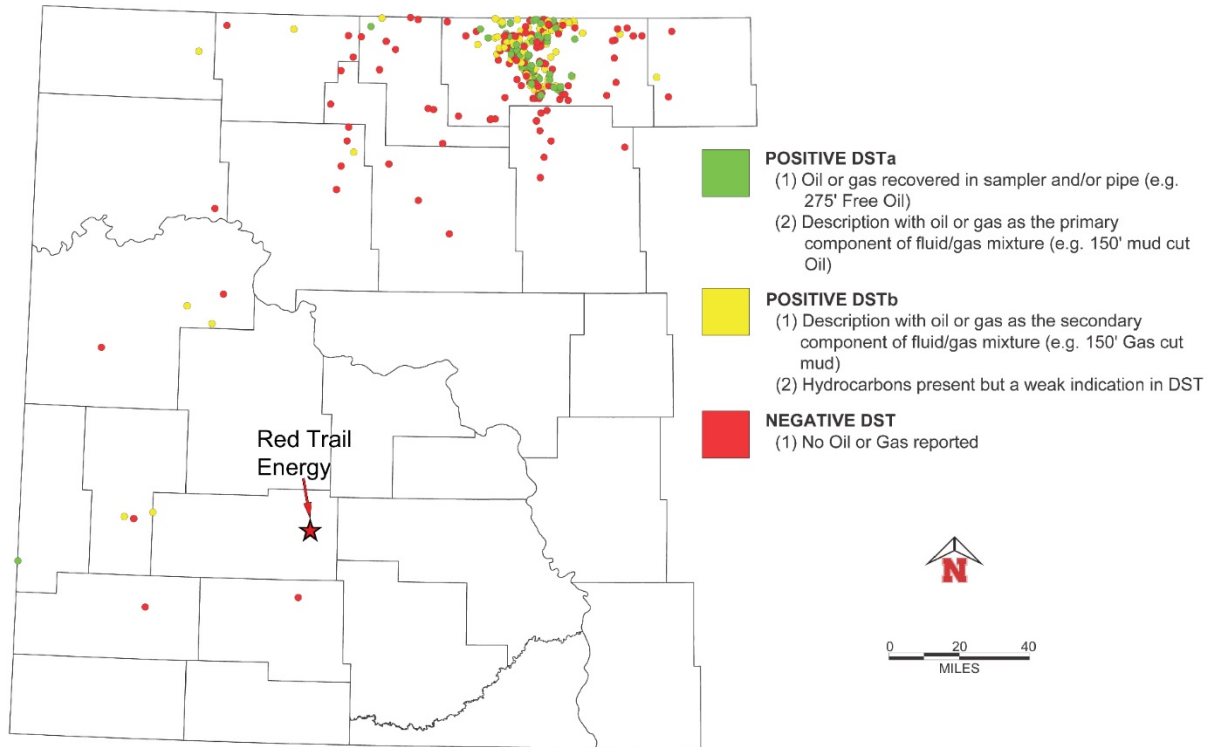 Red Trail
Energy
POSITIVE DSTa
(1) Oil or gas recovered in sampler and/or pipe (e.g.
275' Free Oil)
(2) Description with oil or gas as the primary
component of fluid/gas mixture (e.g. 150' mud cut
Oil)
POSITIVE DSTb
(1) Description with oil or gas as the secondary
component of fluid/gas mixture (e.g. 150' Gas cut
mud)
(2) Hydrocarbons present but a weak indication in DST
NEGATIVE DST
(1) No Oil or Gas reported
N
0 20 40
MILES